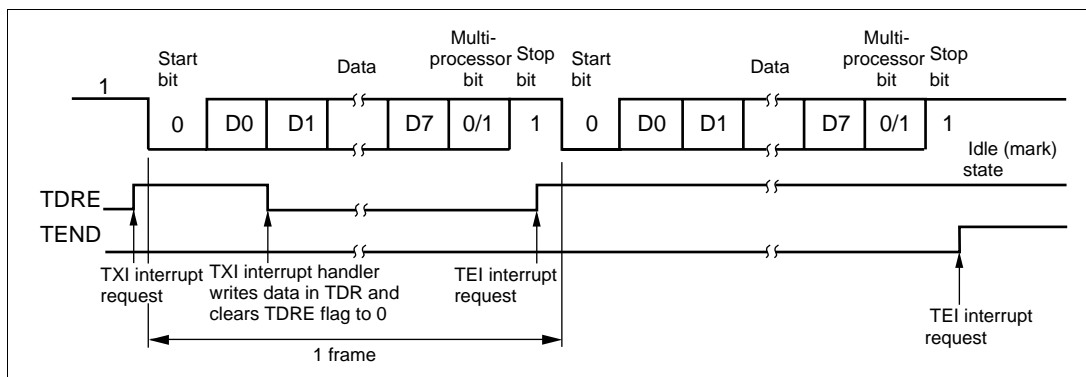 Multi-
processor
bit
Start
bit
Data
Stop
bit
Start
bit
Data
Multi-
processor
bit
Stop
bit
1
0 D0 D1 D7 0/1 1 0 D0 D1 D7 0/1 1
Idle (mark)
state
TDRE
TEND
TXI interrupt
request
TXI interrupt handler
writes data in TDR and
clears TDRE flag to 0
TEI interrupt
request
TEI interrupt
request
1 frame